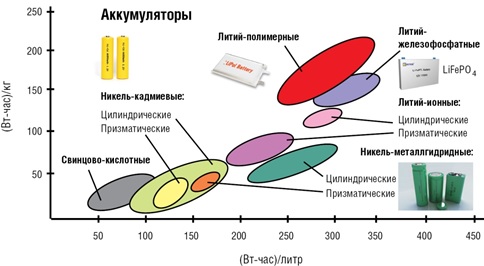 Аккумуляторы
(Вт-час)/кг
250
200
150
100
50
Литий-полимерные
LiPol Battery
Литий-
железофосфатные
LiFePO4
Никель-кадмиевые:
Цилиндрические
Призматические
Литий-ионные:
Цилиндрические
Призматические
Свинцово-кислотные
Никель-металлгидридные:
Цилиндрические
Призматические
50
100
150
200
250
300
350
400
450
(Вт-час)/литр